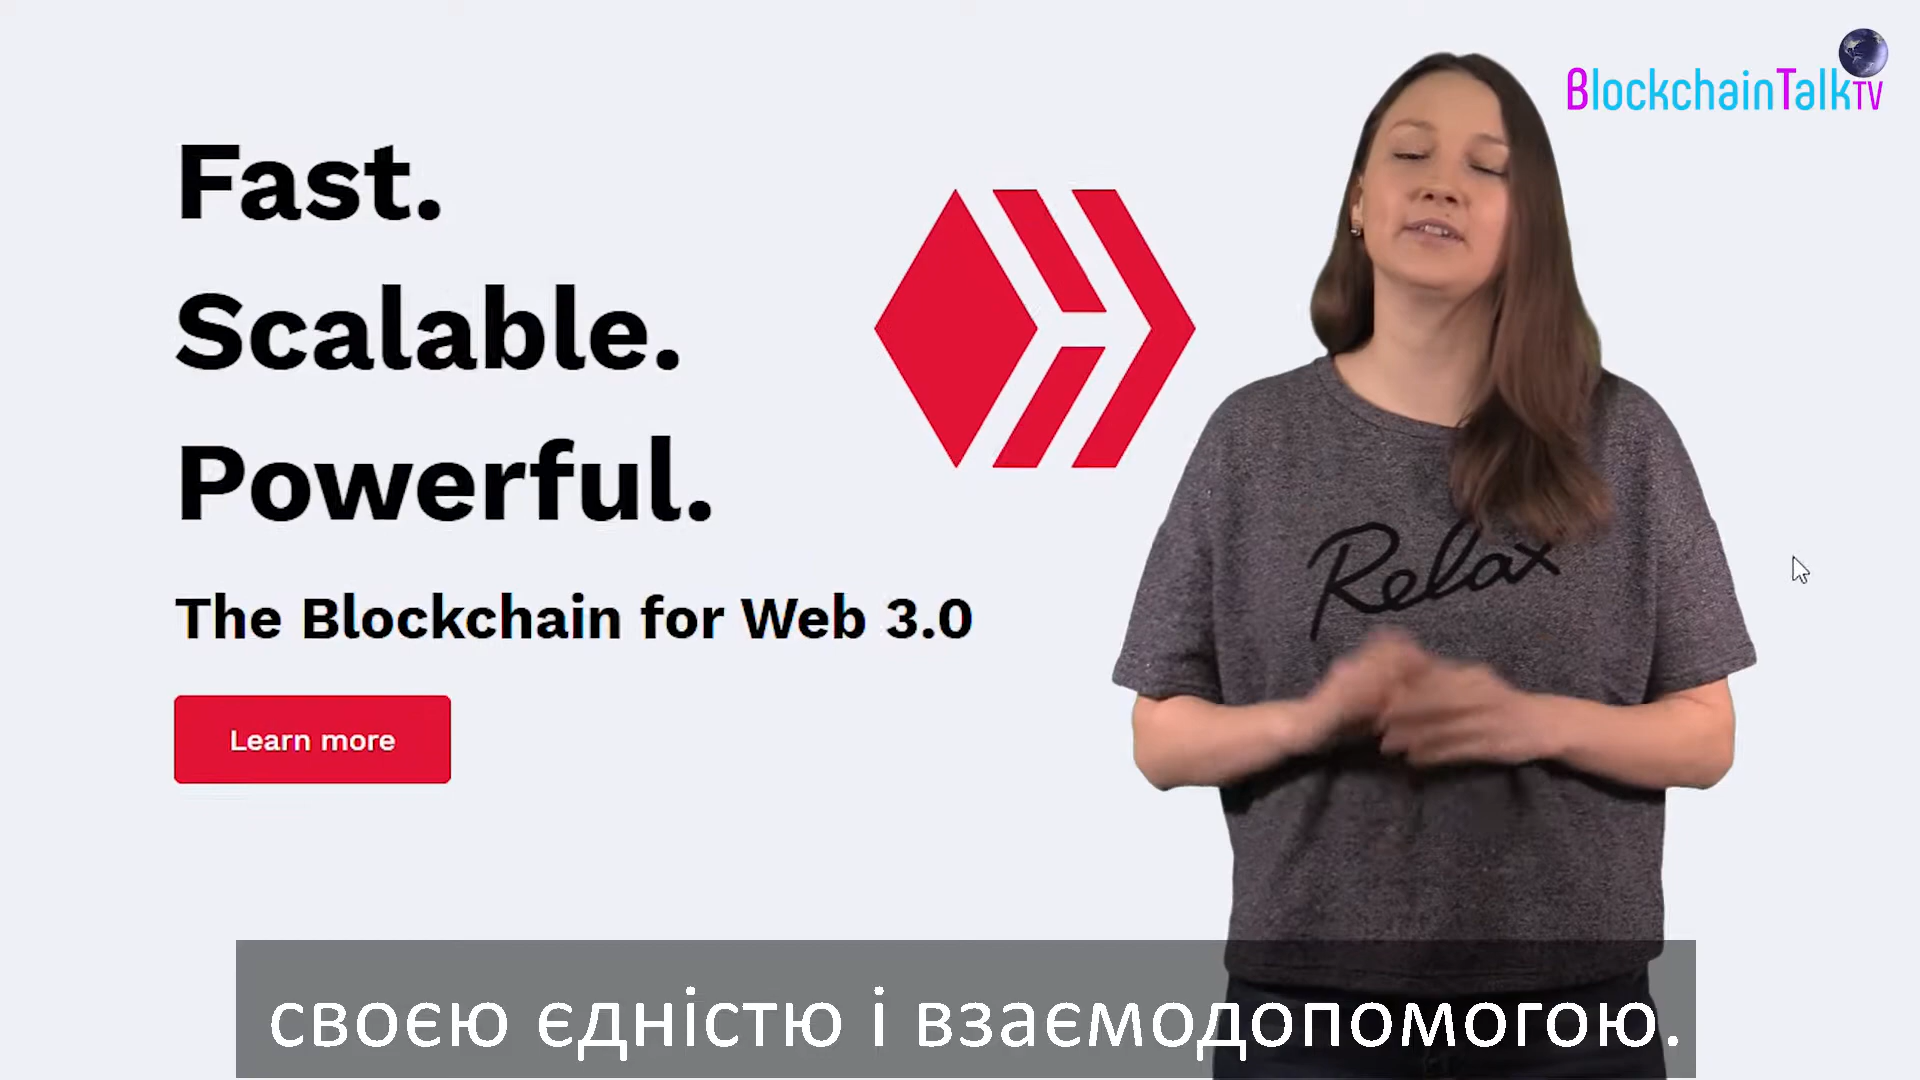 BlockchainTalkTV
Fast.
Scalable.
Powerful.
The Blockchain for Web 3.0
Learn more
Relax
своєю єдністю і взаємодопомогою.